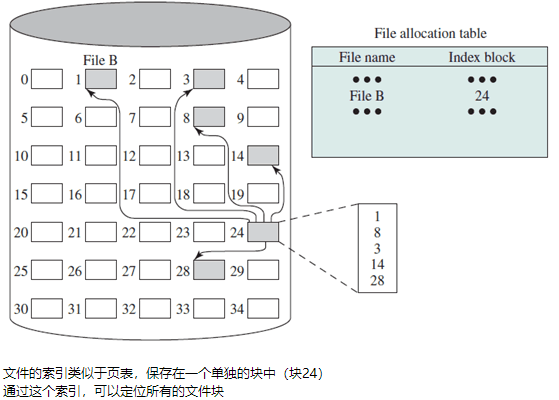 File allocation table
File name Index block
••• •••
File B 24
••• •••
File B
0 1 2 3 4
5 6 7 8 9
10 11 12 13 14
15 16 17 18 19
20 21 22 23 24
25 26 27 28 29
30 31 32 33 34
1
8
3
14
28
文件的索引类似于页表，保存在一个单独的块中（块24）
通过这个索引，可以定位所有的文件块